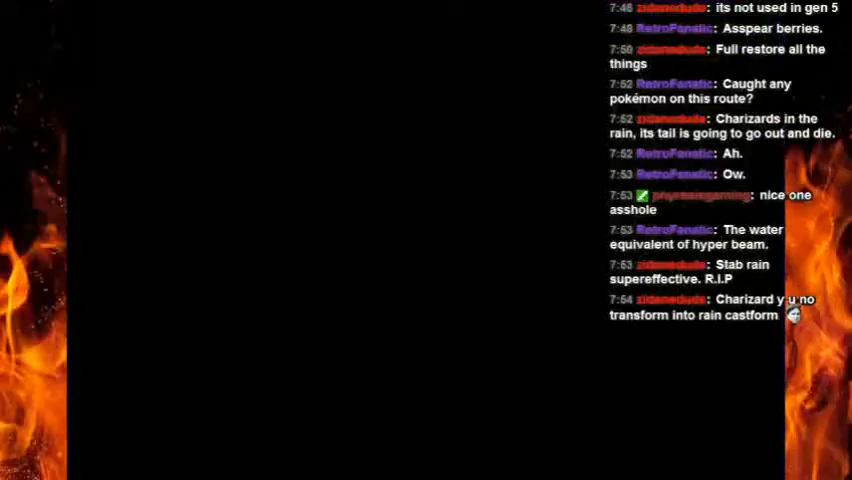 7:46 zidanedude: its not used in gen 5
7:48 RetroFanatic: Asspear berries.
7:50 zidanedude: Full restore all the
things
7:52 RetroFanatic: Caught any
pokémon on this route?
7:52 zidanedude: Charizards in the
rain, its tail is going to go out and die.
7:52 RetroFanatic: Ah.
7:53 RetroFanatic: Ow.
7:53 nice one
asshole
7:53 RetroFanatic: The water
equivalent of hyper beam.
7:53 zidanedude: Stab rain
supereffective. R.I.P
7:54 zidanedude: Charizard y u no
transform into rain castform